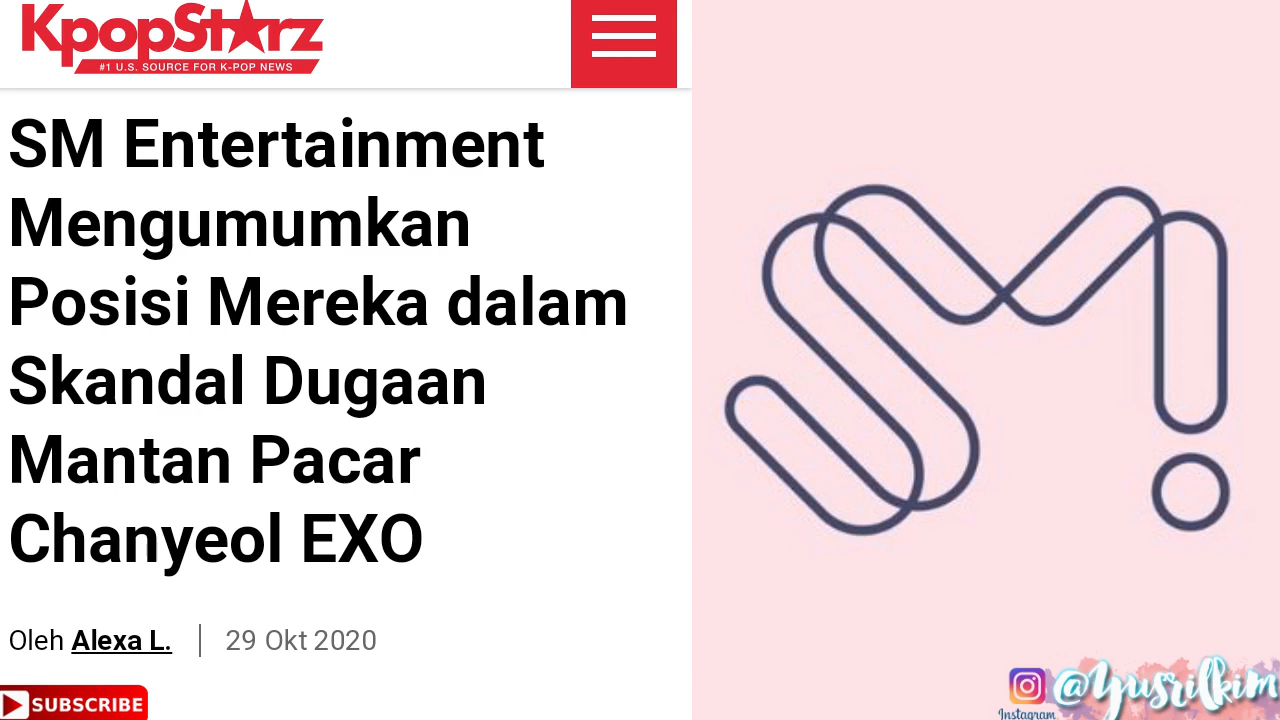 KpopStarz
#1 U.S. SOURCE FOR K-POP NEWS
SM Entertainment
Mengumumkan
Posisi Mereka dalam
Skandal Dugaan
Mantan Pacar
Chanyeol EXO
Oleh Alexa L. 29 Okt 2020
SUBSCRIBE
SM!
@Yusrilkim
Instagram